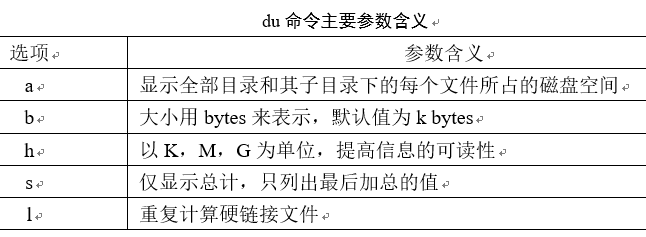 du 命令主要参数含义
选项 参数含义
a 显示全部目录和其子目录下的每个文件所占的磁盘空间
b 大小用 bytes 来表示，默认值为 k bytes
h 以 K，M，G 为单位，提高信息的可读性
s 仅显示总计，只列出最后加总的值
l 重复计算硬链接文件